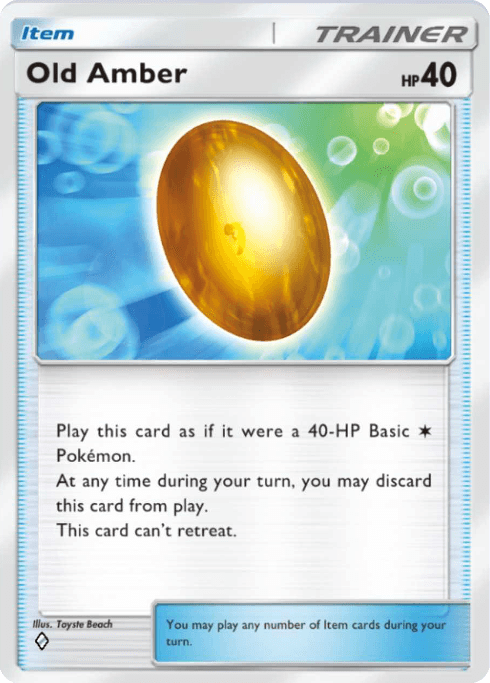 Item TRAINER
Old Amber HP40
Play this card as if it were a 40-HP Basic ✶
Pokémon.
At any time during your turn, you may discard
this card from play.
This card can't retreat.
Illus. Toyste Beach
You may play any number of Item cards during your
turn.